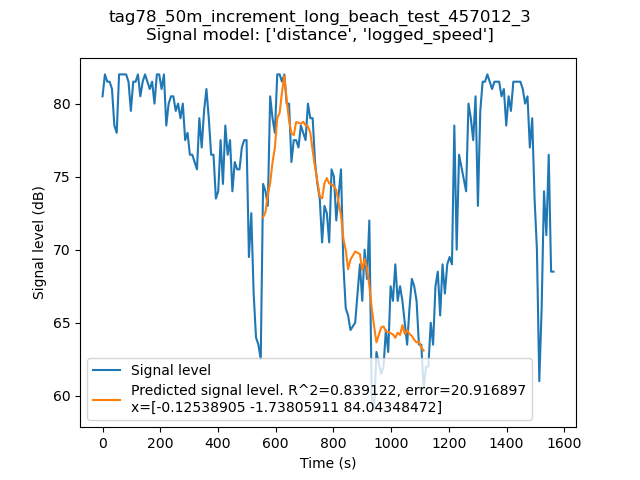 tag78_50m_increment_long_beach_test_457012_3
Signal model: ['distance', 'logged_speed']
80
75
70
65
60
Signal level (dB)
Signal level
Predicted signal level. R^2=0.839122, error=20.916897
x=[-0.12538905 -1.73805911 84.04348472]
0 200 400 600 800 1000 1200 1400 1600
Time (s)